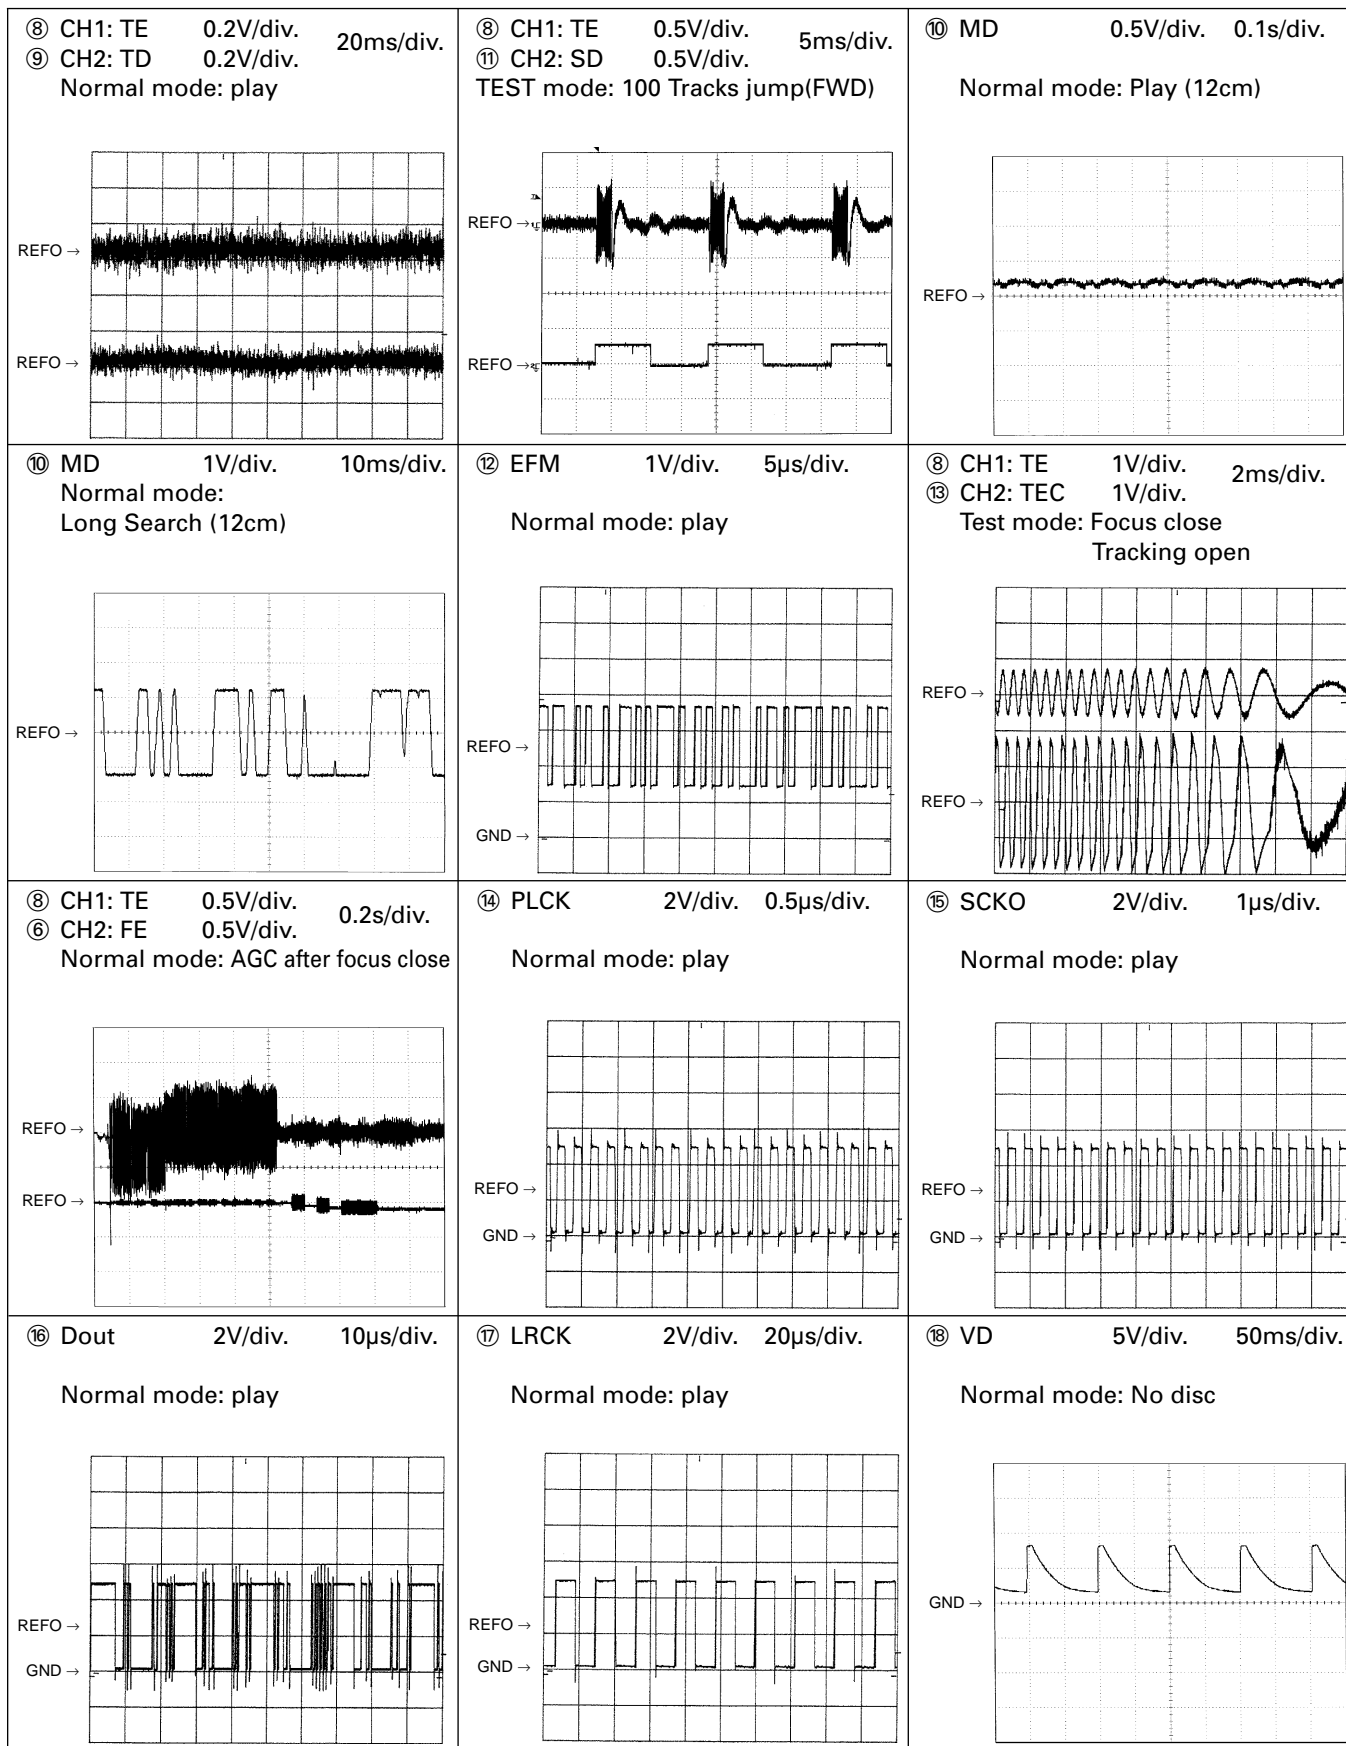 ⑧ CH1: TE 0.2V/div. 20ms/div.
⑨ CH2: TD 0.2V/div.
Normal mode: play
REFO →
REFO →
⑧ CH1: TE 0.5V/div. 5ms/div.
⑪ CH2: SD 0.5V/div.
TEST mode: 100 Tracks jump(FWD)
REFO →
REFO →
⑩ MD 0.5V/div. 0.1s/div.
Normal mode: Play (12cm)
REFO →
⑩ MD 1V/div. 10ms/div.
Normal mode:
Long Search (12cm)
REFO →
⑫ EFM 1V/div. 5µs/div.
Normal mode: play
REFO →
GND →
⑧ CH1: TE 1V/div. 2ms/div.
⑬ CH2: TEC 1V/div.
Test mode: Focus close
Tracking open
REFO →
REFO →
⑧ CH1: TE 0.5V/div. 0.2s/div.
⑥ CH2: FE 0.5V/div.
Normal mode: AGC after focus close
REFO →
REFO →
⑭ PLCK 2V/div. 0.5µs/div.
Normal mode: play
REFO →
GND →
⑮ SCKO 2V/div. 1µs/div.
Normal mode: play
REFO →
GND →
⑯ Dout 2V/div. 10µs/div.
Normal mode: play
REFO →
GND →
⑰ LRCK 2V/div. 20µs/div.
Normal mode: play
REFO →
GND →
⑱ VD 5V/div. 50ms/div.
Normal mode: No disc
GND →